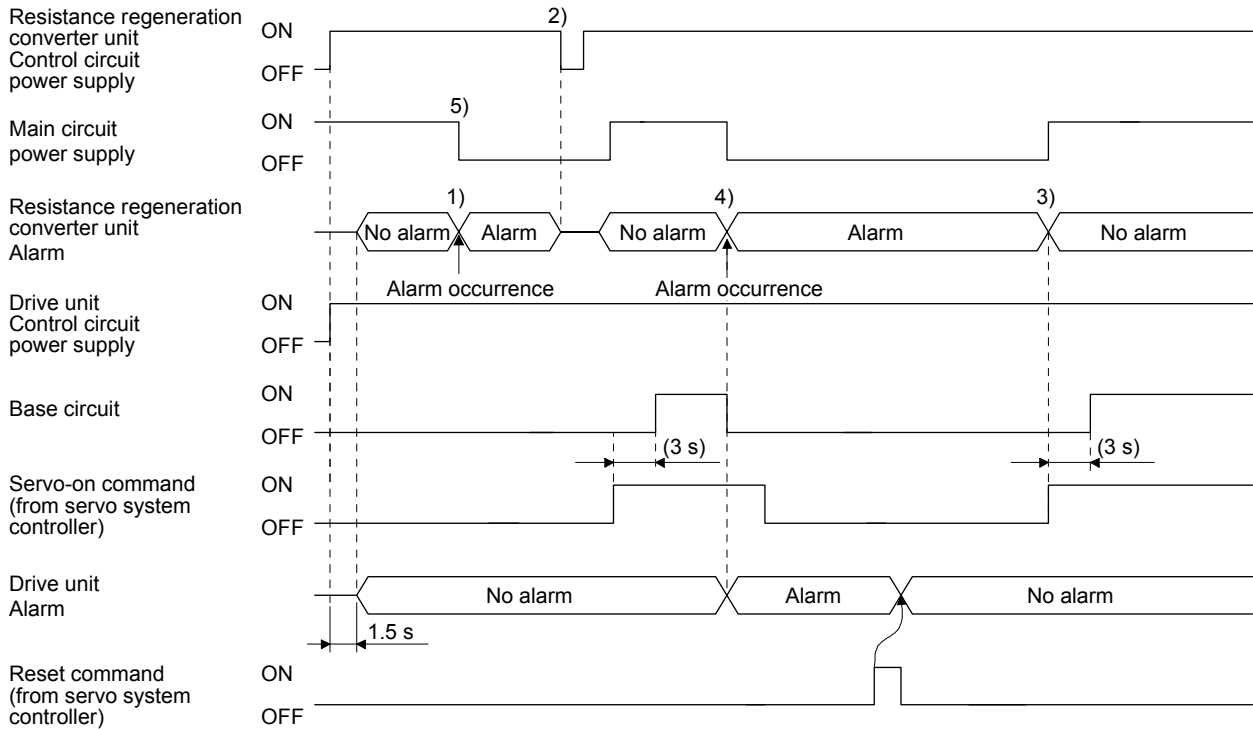 Resistance regeneration
converter unit
Control circuit
power supply
ON
OFF
2)
Main circuit
power supply
ON
OFF
5)
Resistance regeneration
converter unit
Alarm
1)
4)
3)
No alarm
Alarm
No alarm
Alarm
No alarm
Alarm occurrence
Alarm occurrence
Drive unit
Control circuit
power supply
ON
OFF
Base circuit
ON
OFF
(3 s)
(3 s)
Servo-on command
(from servo system
controller)
ON
OFF
Drive unit
Alarm
No alarm
Alarm
No alarm
1.5 s
Reset command
(from servo system
controller)
ON
OFF